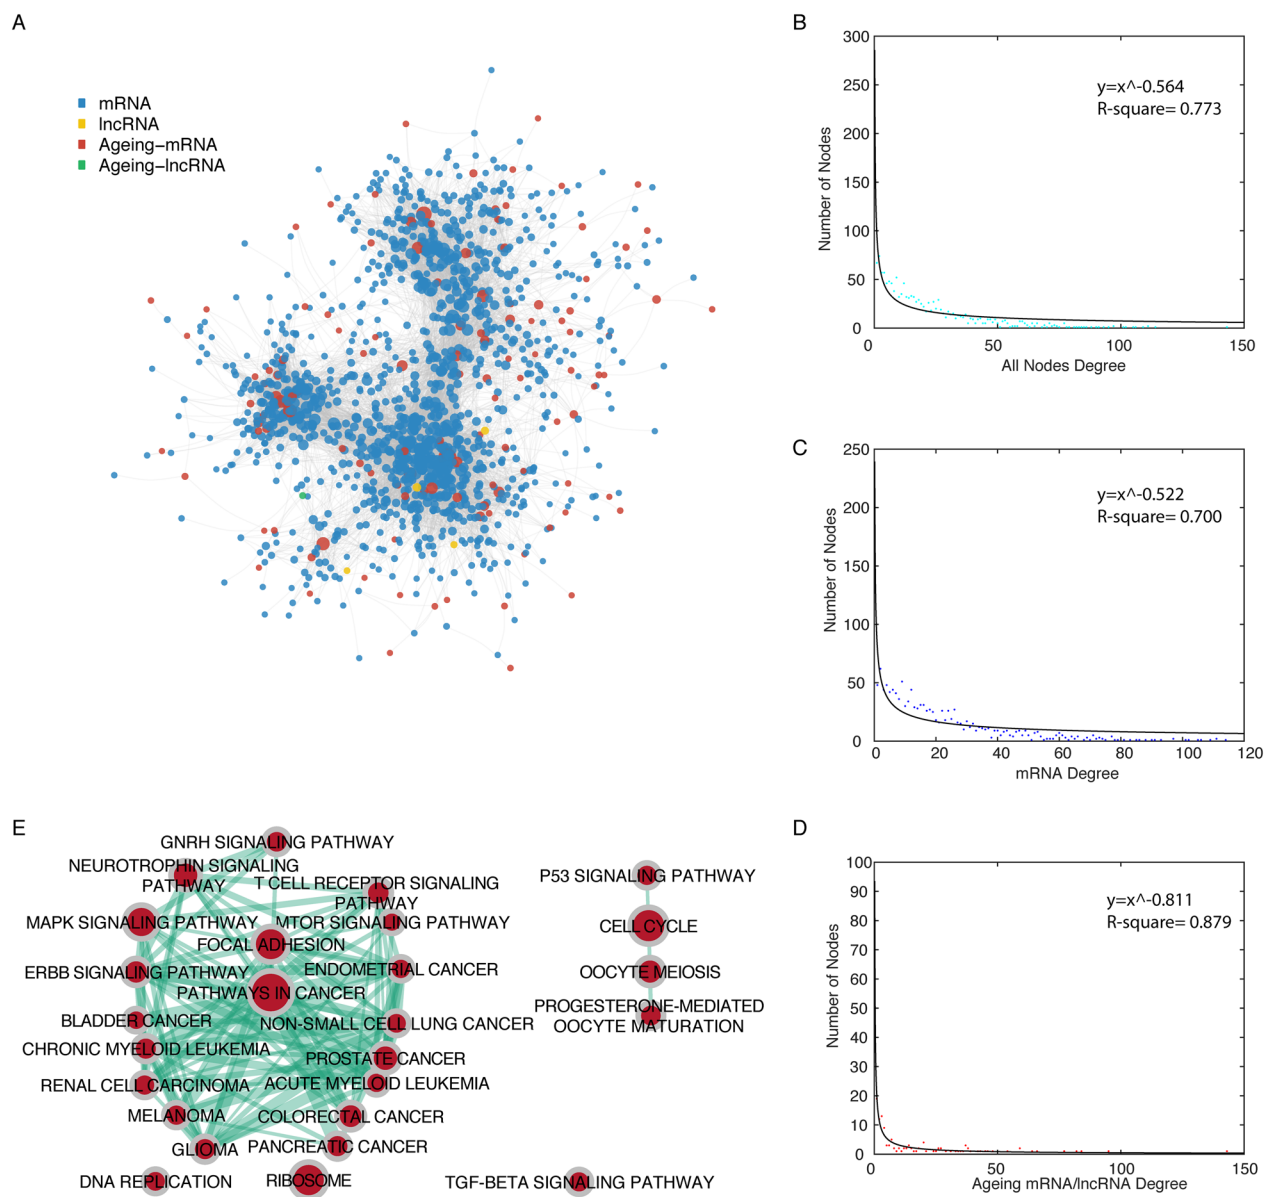 A
mRNA
lncRNA
Ageing-mRNA
Ageing-lncRNA
B
300
250
200
150
100
50
0
Number of Nodes
y=x^-0.564
R-square= 0.773
0 50 100 150
All Nodes Degree
C
250
200
150
100
50
0
Number of Nodes
y=x^-0.522
R-square= 0.700
0 20 40 60 80 100 120
mRNA Degree
E
GNRH SIGNALING PATHWAY
NEUROTROPHIN SIGNALING
PATHWAY
T CELL RECEPTOR SIGNALING
PATHWAY
MAPK SIGNALING PATHWAY
MTOR SIGNALING PATHWAY
FOCAL ADHESION
ERBB SIGNALING PATHWAY
ENDOMETRIAL CANCER
PATHWAYS IN CANCER
BLADDER CANCER
NON-SMALL CELL LUNG CANCER
CHRONIC MYELOID LEUKEMIA
PROSTATE CANCER
RENAL CELL CARCINOMA
ACUTE MYELOID LEUKEMIA
MELANOMA
COLORECTAL CANCER
GLIOMA
PANCREATIC CANCER
DNA REPLICATION
RIBOSOME
P53 SIGNALING PATHWAY
CELL CYCLE
OOCYTE MEIOSIS
PROGESTERONE-MEDIATED
OOCYTE MATURATION
TGF-BETA SIGNALING PATHWAY
D
100
90
80
70
60
50
40
30
20
10
0
Number of Nodes
y=x^-0.811
R-square= 0.879
0 50 100 150
Ageing mRNA/lncRNA Degree